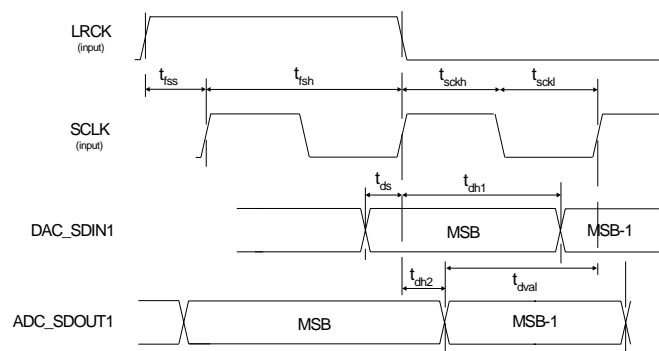 LRCK
(input)
tfss
tfsh
tsckh
tsckl
SCLK
(input)
tds
tdh1
DAC_SDIN1
MSB
MSB-1
tdh2
tdval
ADC_SDOUT1
MSB
MSB-1